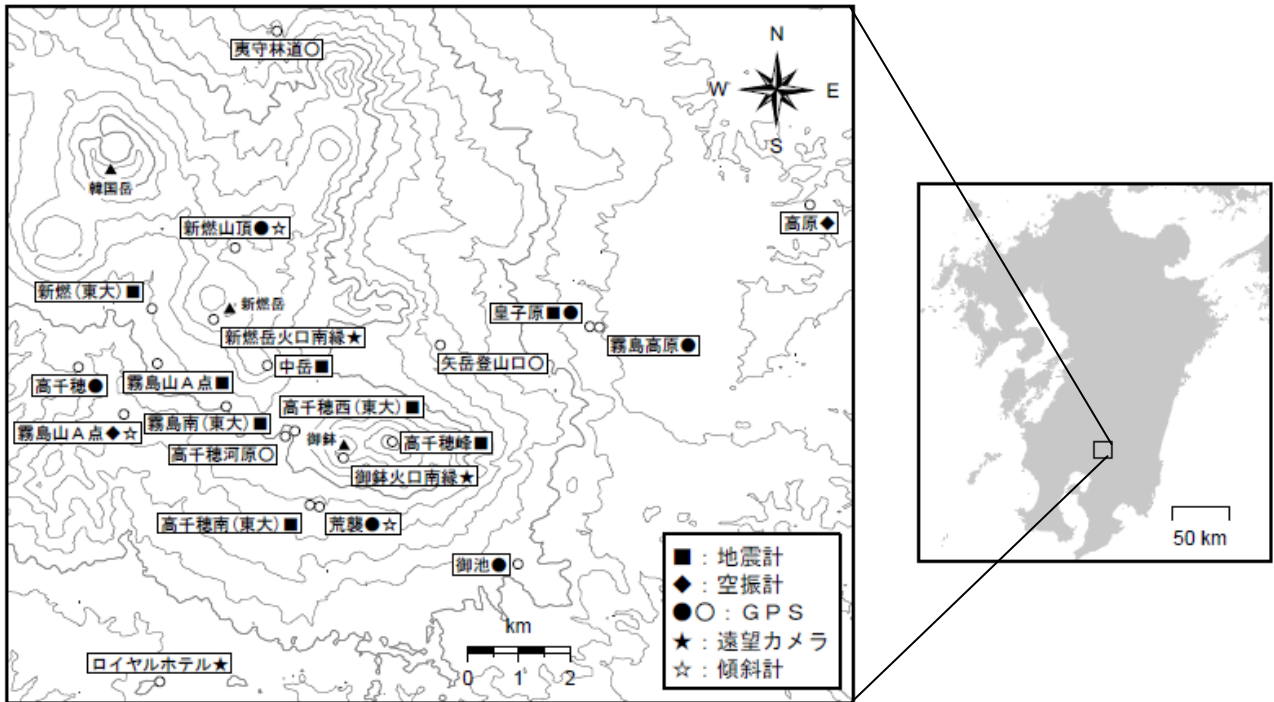 夷守林道○
N
W
E
S
韓国岳
高原◆
新燃山頂●☆
新燃(東大)■
新燃岳
皇子原■●
新燃岳火口南縁★
霧島高原●
矢岳登山口○
中岳■
高千穂●
霧島山A点■
高千穂西(東大)■
霧島南(東大)■
霧島山A点◆☆
御鉢
高千穂峰■
高千穂河原○
御鉢火口南縁★
高千穂南(東大)■
荒襲●☆
御池●
km
0 1 2
ロイヤルホテル★
■:地震計
◆:空振計
●○:GPS
★:遠望カメラ
☆:傾斜計
50 km